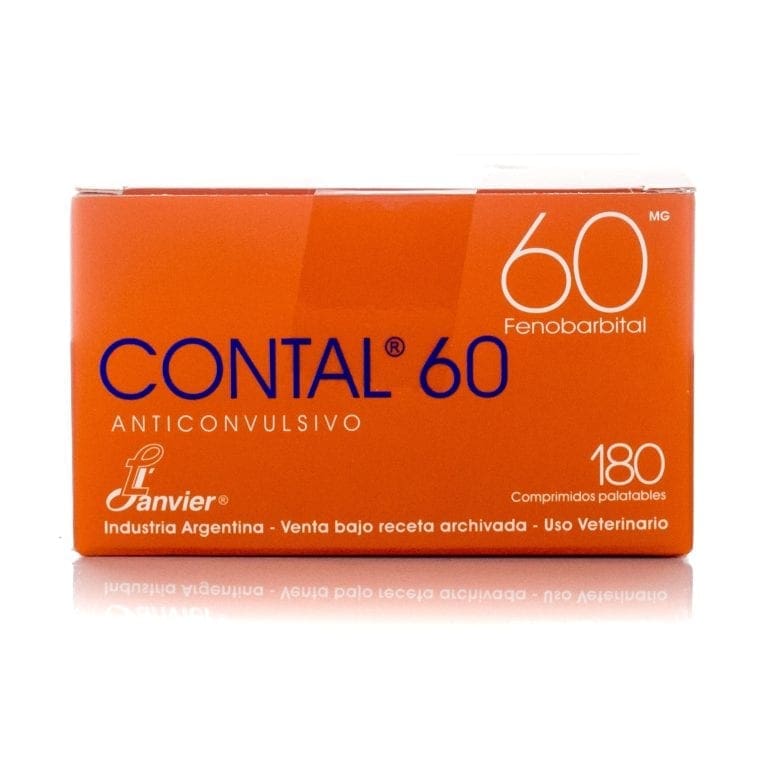 60 MG
Fenobarbital
CONTAL® 60
ANTICONVULSIVO
180
Comprimidos palatables
L'Janvier®
Industria Argentina - Venta bajo receta archivada - Uso Veterinario